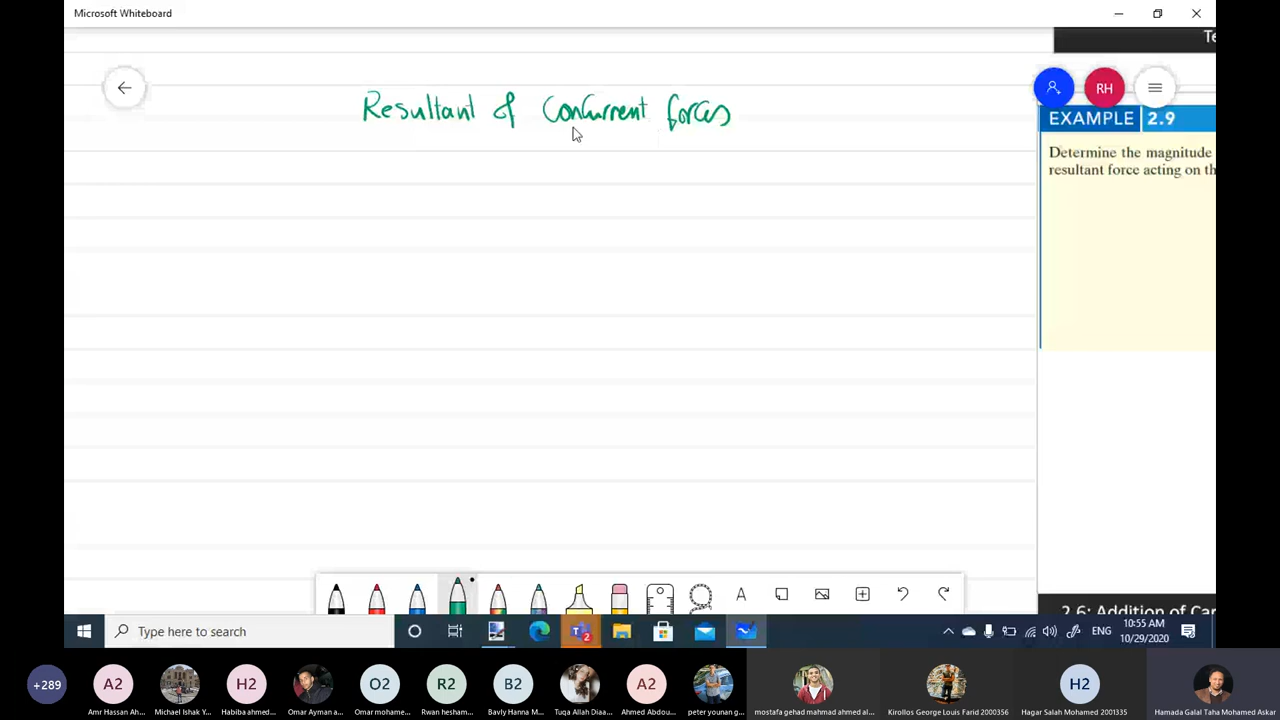 Microsoft Whiteboard
Resultant of Concurrent forces
RH
EXAMPLE 2.9
Determine the magnitude
resultant force acting on
A
Type here to search
2
ENG
10:55 AM
10/29/2020
+289
A2
H2
O2
R2
B2
A2
H2
Amr Hassan Ah...
Michael Ishak Y...
Habiba ahmed...
Omar Ayman a...
Omar mohame...
Rwan hesham...
Bavly Hanna M...
Tuqa Allah Diaa...
Ahmed Abdou...
peter younan g...
mostafa gehad mahmad ahmed al...
Kirollos George Louis Farid 2000356
Hagar Salah Mohamed 2001335
Hamada Galal Taha Mohamed Askar